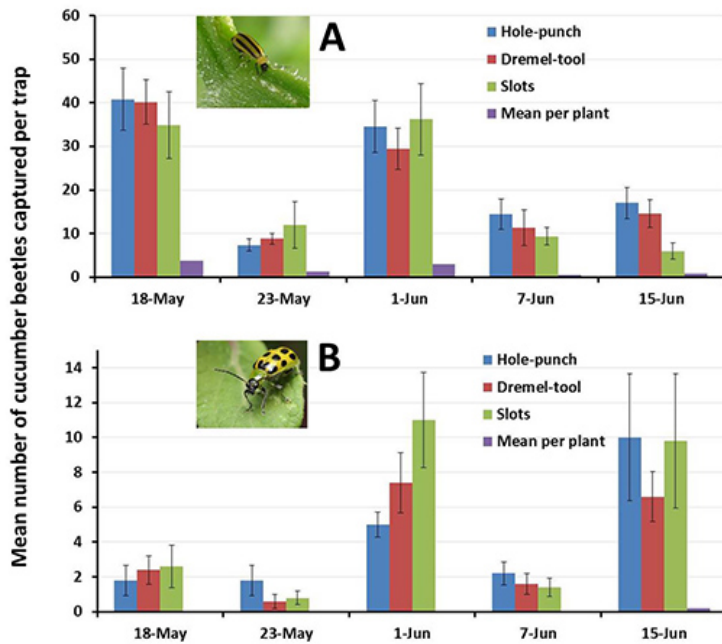 Mean number of cucumber beetles captured per trap
A
60
50
40
30
20
10
0
Hole-punch
Dremel-tool
Slots
Mean per plant
18-May 23-May 1-Jun 7-Jun 15-Jun
B
14
12
10
8
6
4
2
0
Hole-punch
Dremel-tool
Slots
Mean per plant
18-May 23-May 1-Jun 7-Jun 15-Jun